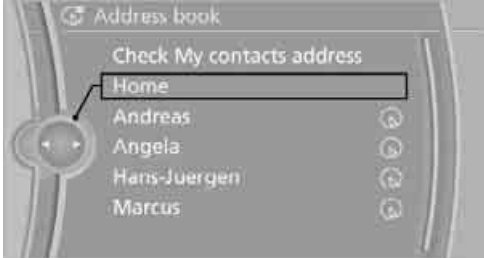 Address book
Check My contacts address
Home
Andreas
Angela
Hans-Juergen
Marcus